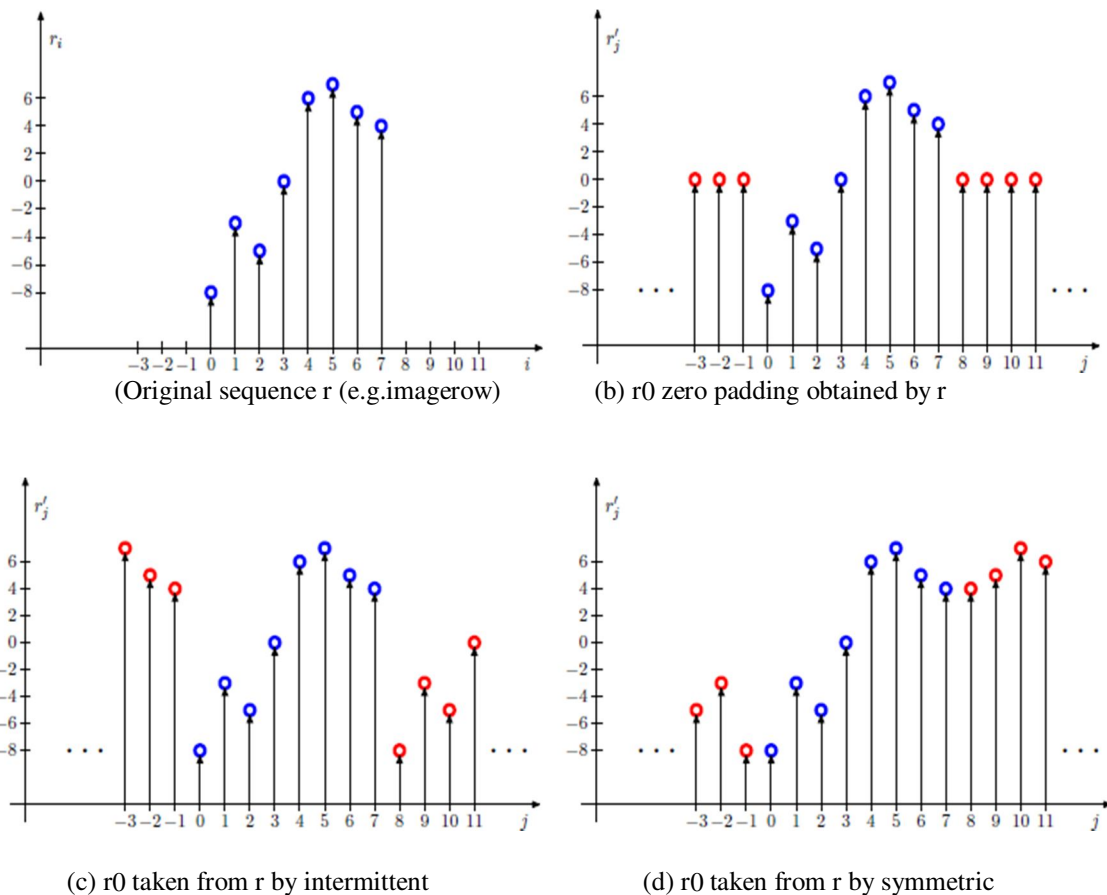 r_i
6
4
2
0
−2
−4
−6
−8
−3 −2 −1 0 1 2 3 4 5 6 7 8 9 10 11 i
(Original sequence r (e.g.imagerow)
r′_j
6
4
2
0
−2
−4
−6
−8
· · · · · ·
−3 −2 −1 0 1 2 3 4 5 6 7 8 9 10 11 j
(b) r0 zero padding obtained by r
r′_j
6
4
2
0
−2
−4
−6
−8
· · · · · ·
−3 −2 −1 0 1 2 3 4 5 6 7 8 9 10 11 j
(c) r0 taken from r by intermittent
r′_j
6
4
2
0
−2
−4
−6
−8
· · · · · ·
−3 −2 −1 0 1 2 3 4 5 6 7 8 9 10 11 j
(d) r0 taken from r by symmetric